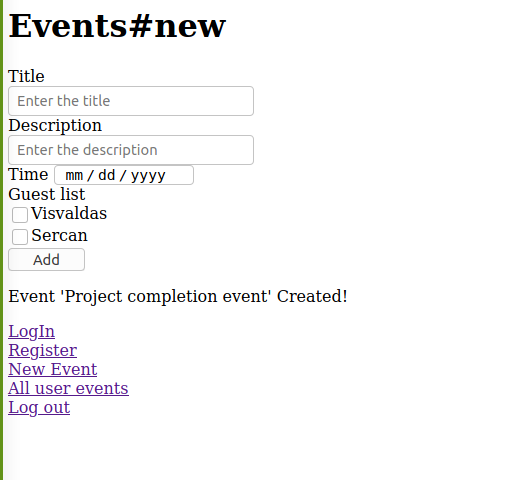 Events#new
Title
Enter the title
Description
Enter the description
Time mm / dd / yyyy
Guest list
Visvaldas
Sercan
Add
Event 'Project completion event' Created!
LogIn
Register
New Event
All user events
Log out